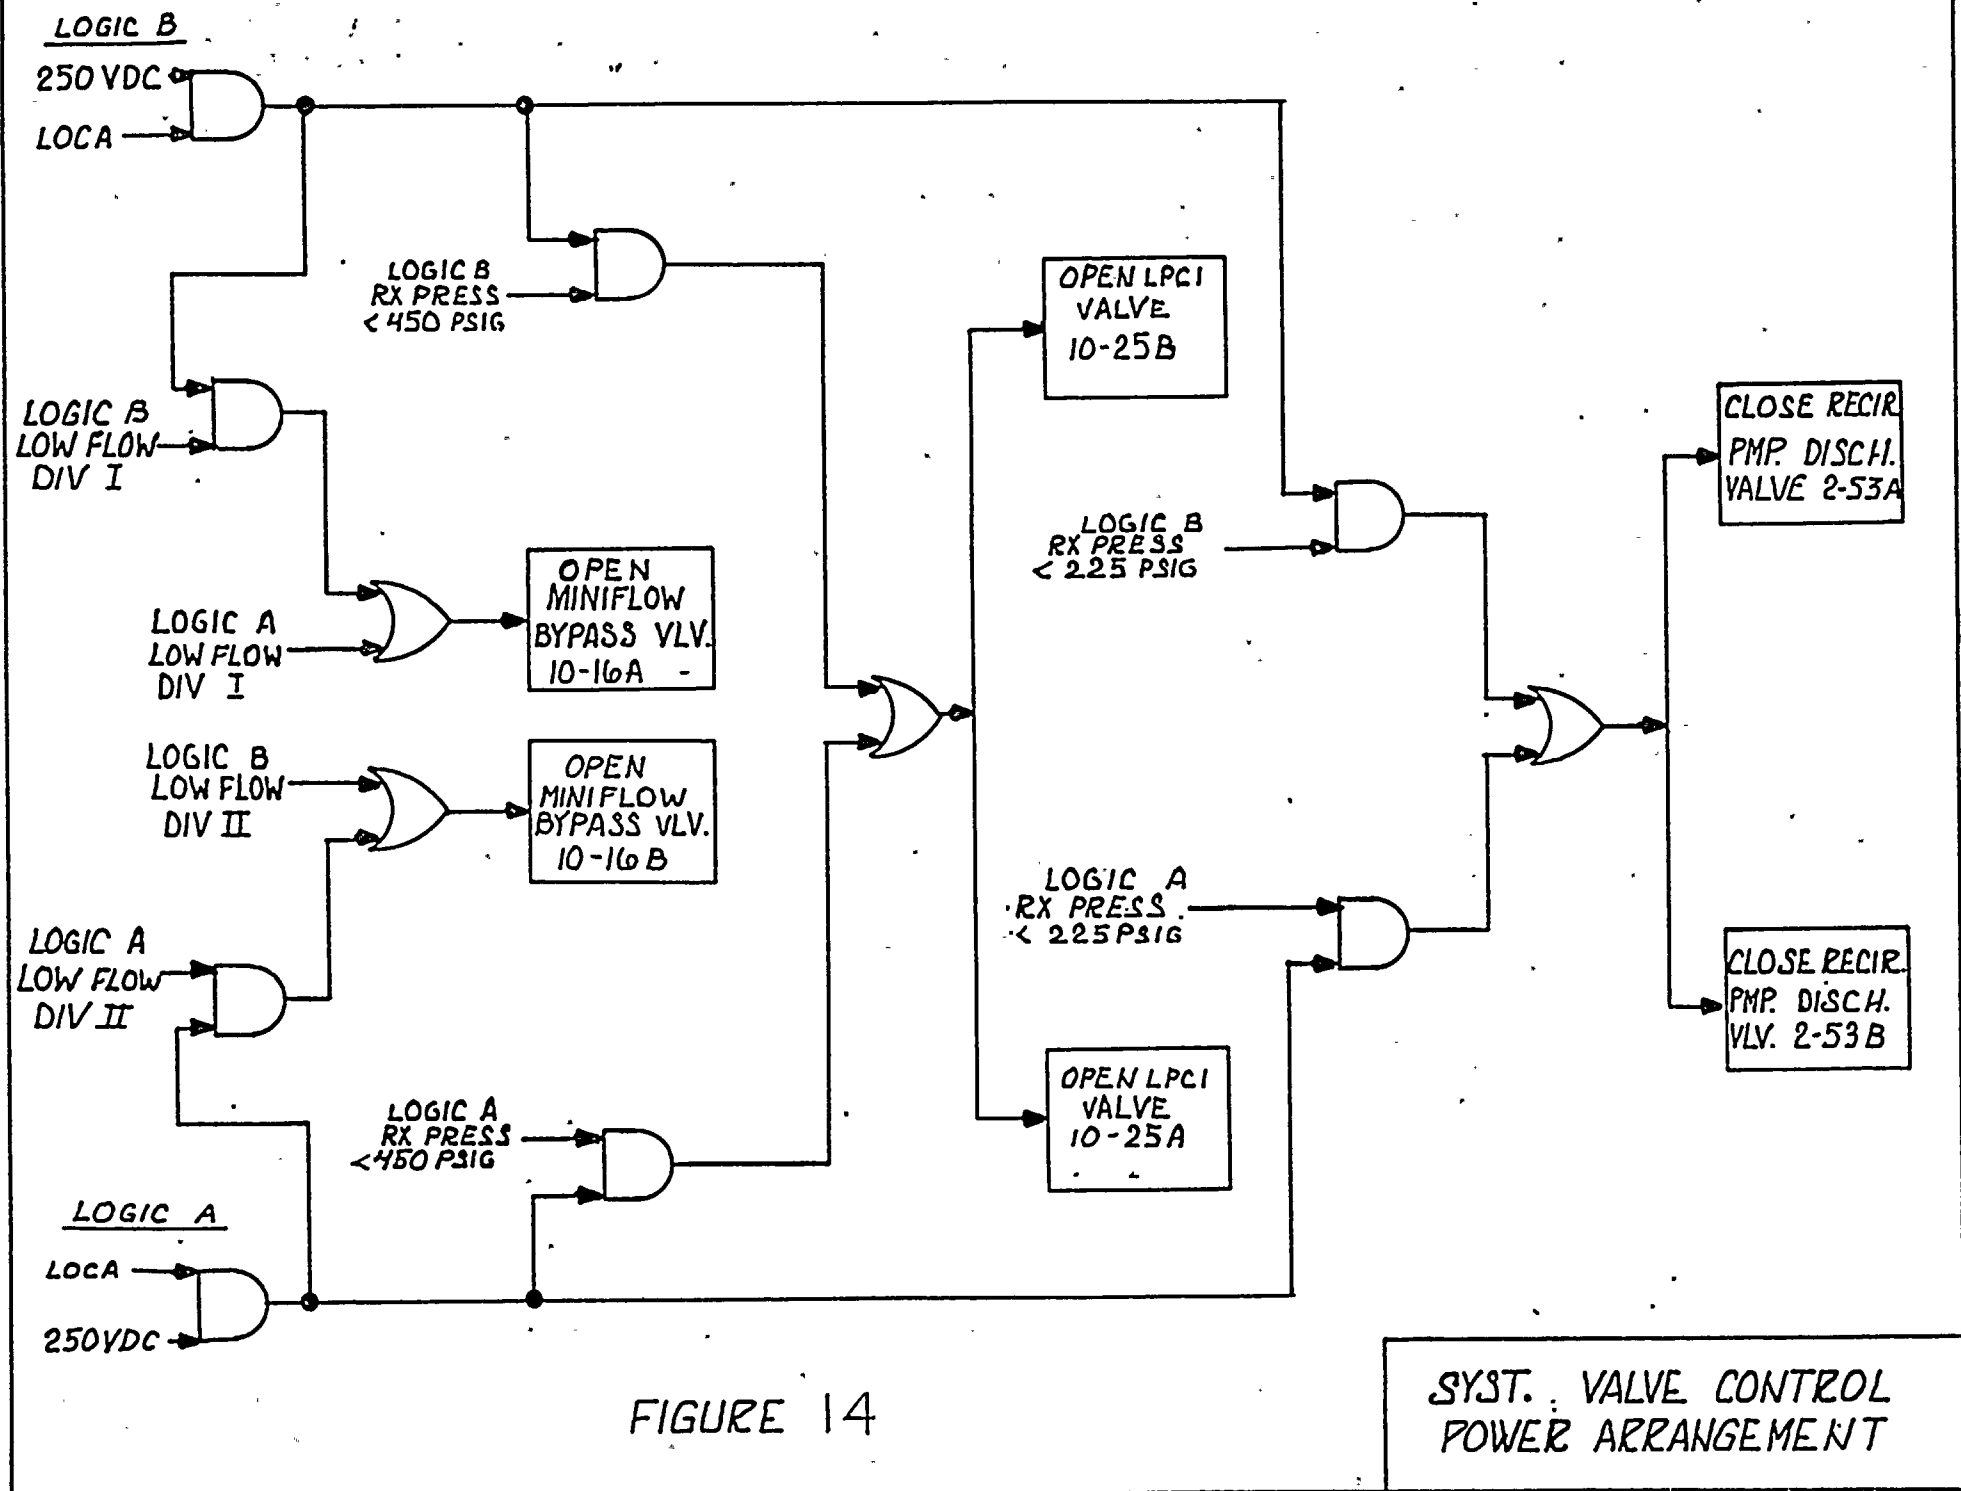 LOGIC B
250 VDC
LOCA
LOGIC B
RX PRESS
< 450 PSIG
OPEN LPCI
VALVE
10-25B
LOGIC B
LOW FLOW
DIV I
CLOSE RECIR
PMP. DISCH.
VALVE 2-53A
LOGIC B
RX PRESS
< 225 PSIG
OPEN
MINIFLOW
BYPASS VLV.
10-16A
LOGIC A
LOW FLOW
DIV I
LOGIC B
LOW FLOW
DIV II
OPEN
MINIFLOW
BYPASS VLV.
10-16B
LOGIC A
RX PRESS
< 225 PSIG
LOGIC A
LOW FLOW
DIV II
CLOSE RECIR.
PMP. DISCH.
VLV. 2-53B
OPEN LPCI
VALVE
10-25A
LOGIC A
RX PRESS
<450 PSIG
LOGIC A
LOCA
250VDC
FIGURE 14
SYST. VALVE CONTROL
POWER ARRANGEMENT